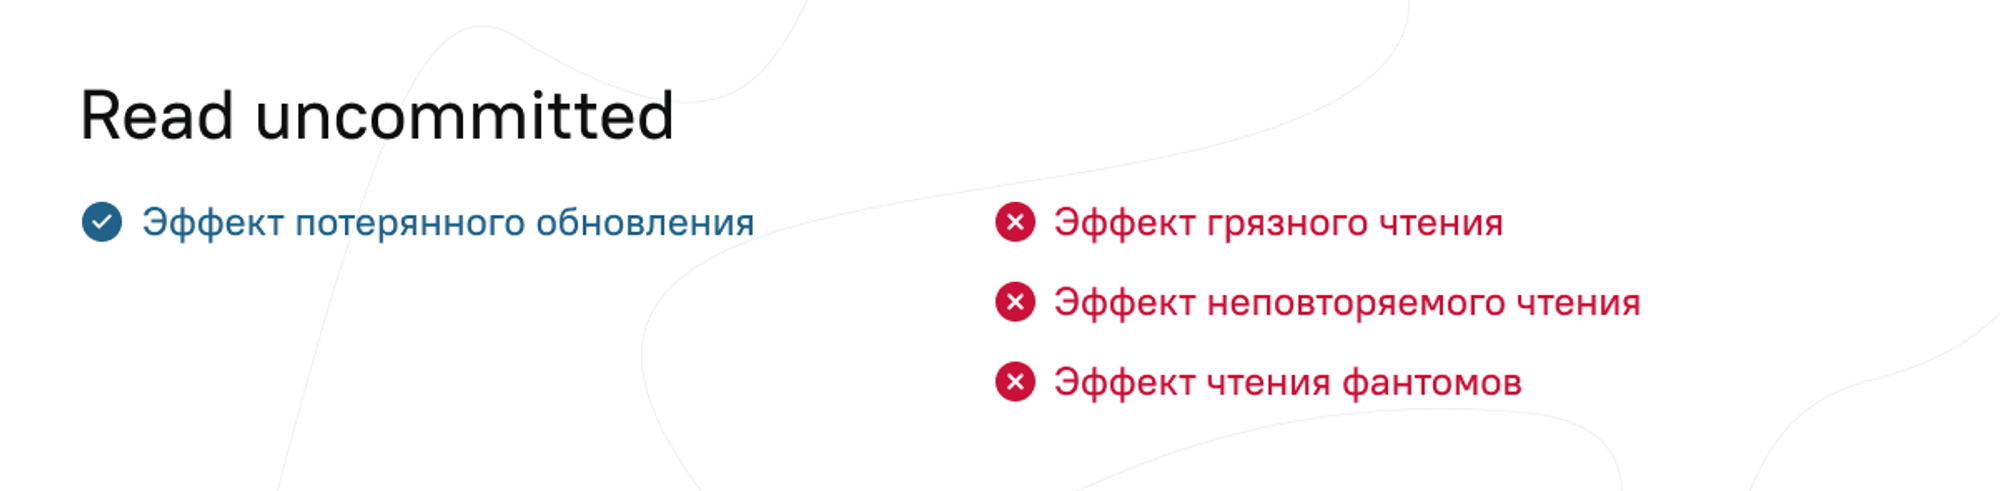 Read uncommitted
Эффект потерянного обновления
Эффект грязного чтения
Эффект неповторяемого чтения
Эффект чтения фантомов